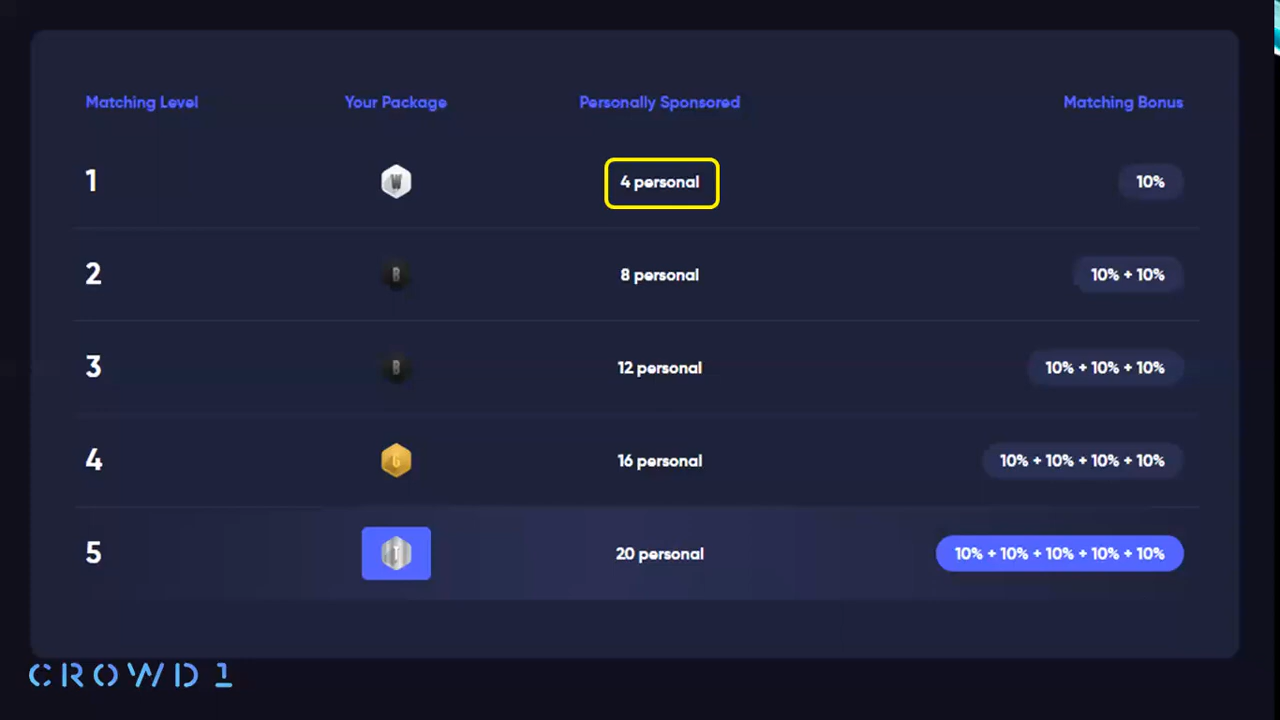 Matching Level Your Package Personally Sponsored Matching Bonus
1 W 4 personal 10%
2 B 8 personal 10% + 10%
3 B 12 personal 10% + 10% + 10%
4 G 16 personal 10% + 10% + 10% + 10%
5 T 20 personal 10% + 10% + 10% + 10% + 10%
CROWD 1